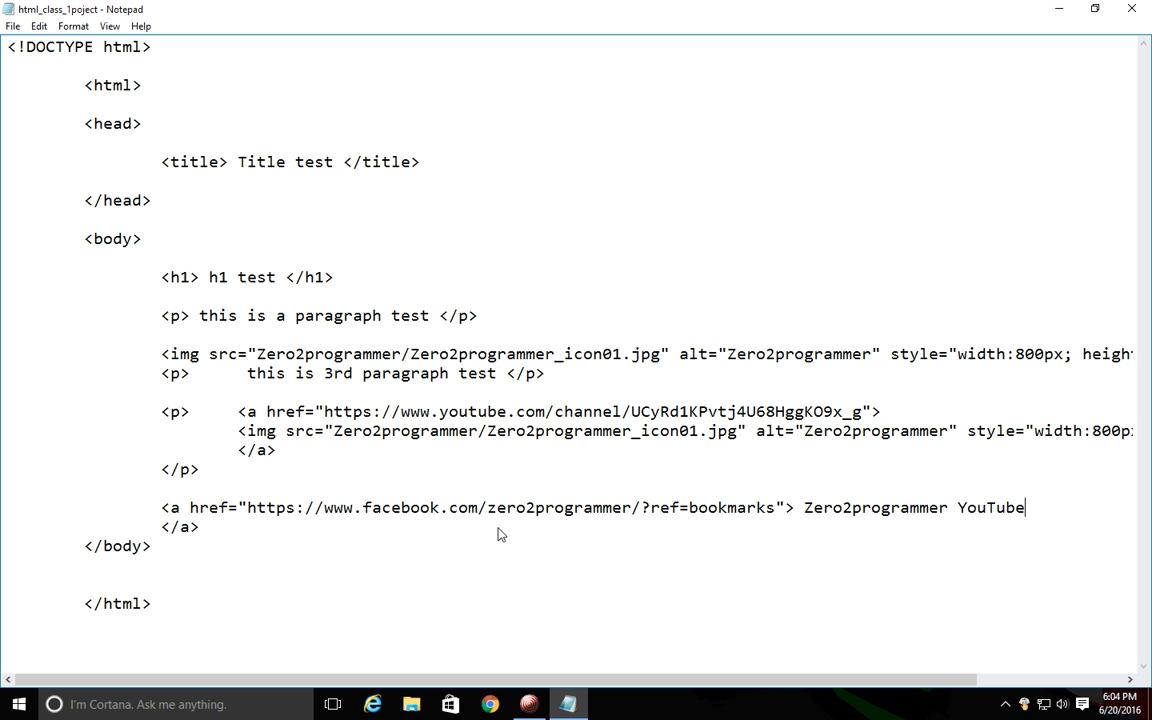 html_class_1poject - Notepad
File Edit Format View Help
<!DOCTYPE html>
<html>
<head>
<title> Title test </title>
</head>
<body>
<h1> h1 test </h1>
<p> this is a paragraph test </p>
<img src="Zero2programmer/Zero2programmer_icon01.jpg" alt="Zero2programmer" style="width:800px; height
<p> this is 3rd paragraph test </p>
<p> <a href="https://www.youtube.com/channel/UCyRd1KPvtj4U68HggKO9x_g">
<img src="Zero2programmer/Zero2programmer_icon01.jpg" alt="Zero2programmer" style="width:800p
</a>
</p>
<a href="https://www.facebook.com/zero2programmer/?ref=bookmarks"> Zero2programmer YouTube
</a>
</body>
</html>
I'm Cortana. Ask me anything.
6:04 PM
6/20/2016